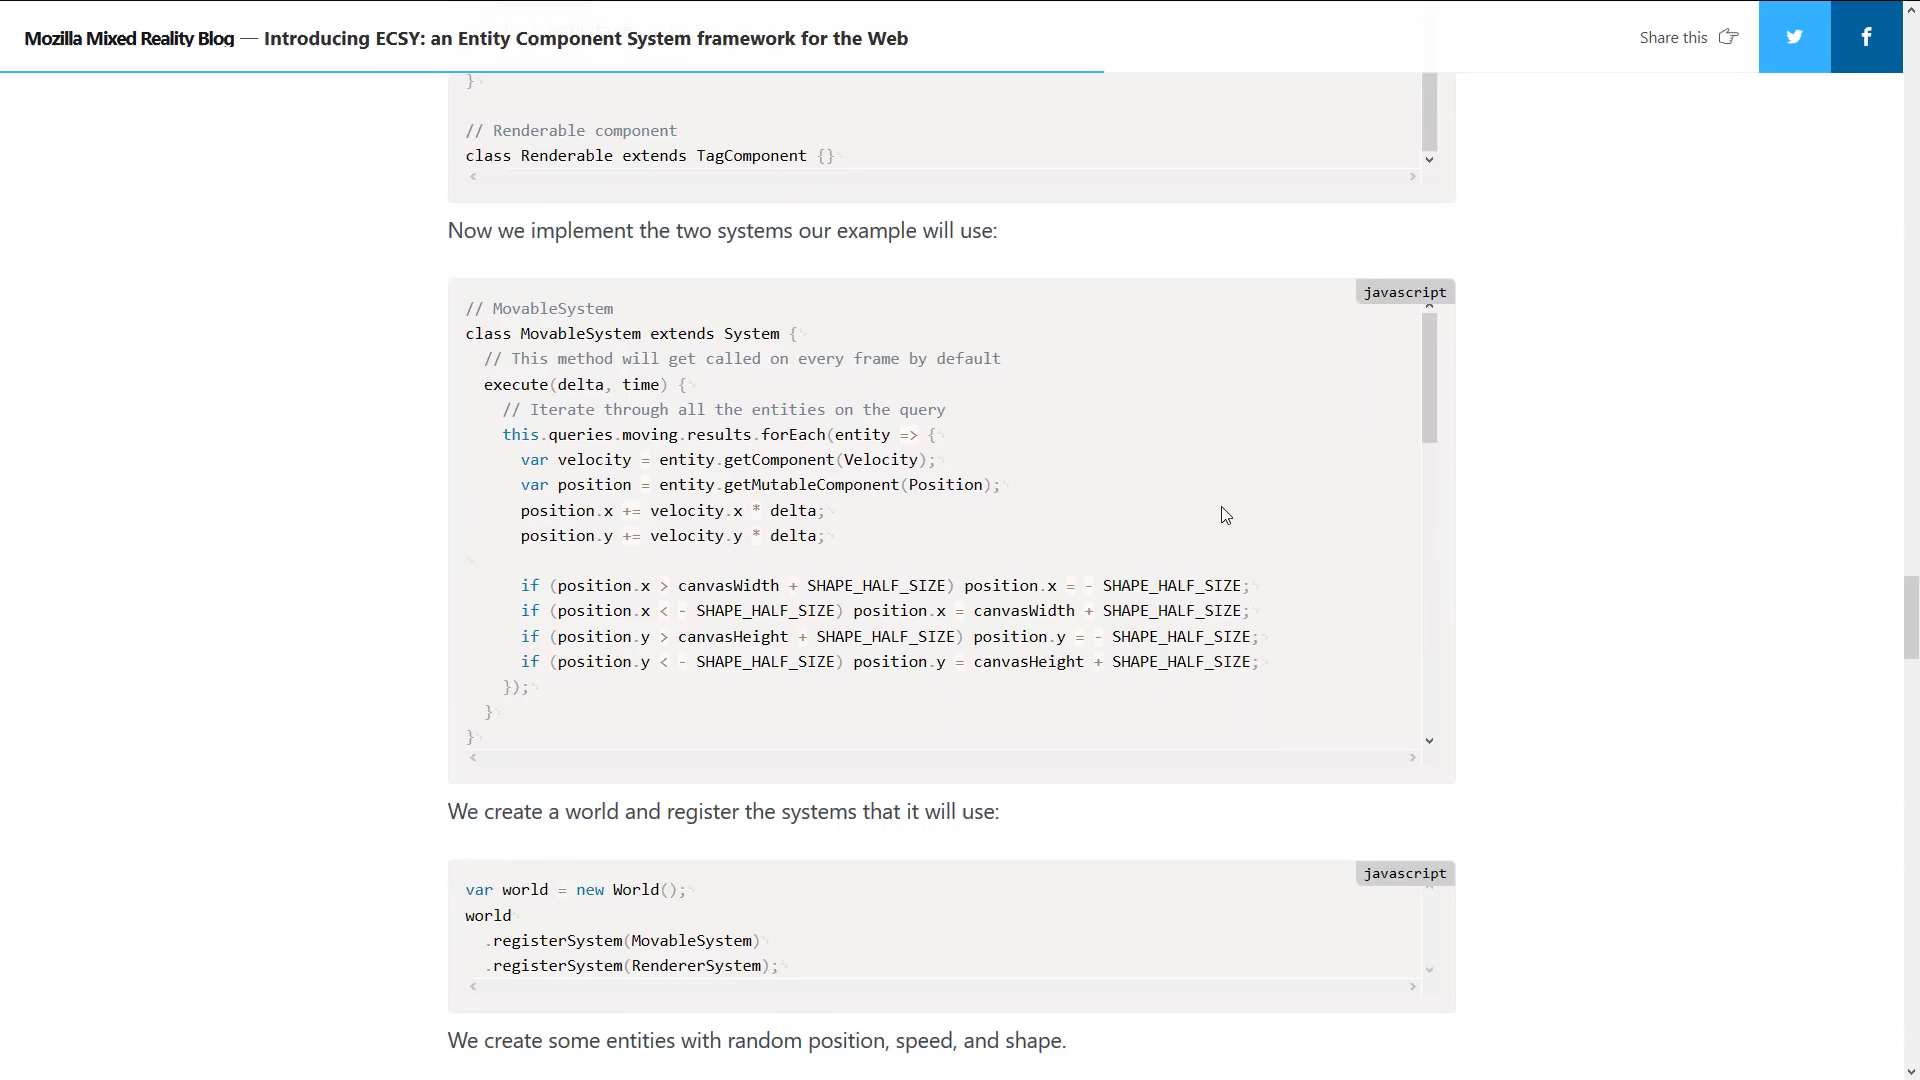 Mozilla Mixed Reality Blog — Introducing ECSY: an Entity Component System framework for the Web
Share this
}
// Renderable component
class Renderable extends TagComponent {}
Now we implement the two systems our example will use:
javascript
// MovableSystem
class MovableSystem extends System {
  // This method will get called on every frame by default
  execute(delta, time) {
    // Iterate through all the entities on the query
    this.queries.moving.results.forEach(entity => {
      var velocity = entity.getComponent(Velocity);
      var position = entity.getMutableComponent(Position);
      position.x += velocity.x * delta;
      position.y += velocity.y * delta;
      if (position.x > canvasWidth + SHAPE_HALF_SIZE) position.x = - SHAPE_HALF_SIZE;
      if (position.x < - SHAPE_HALF_SIZE) position.x = canvasWidth + SHAPE_HALF_SIZE;
      if (position.y > canvasHeight + SHAPE_HALF_SIZE) position.y = - SHAPE_HALF_SIZE;
      if (position.y < - SHAPE_HALF_SIZE) position.y = canvasHeight + SHAPE_HALF_SIZE;
    });
  }
}
We create a world and register the systems that it will use:
javascript
var world = new World();
world
  .registerSystem(MovableSystem)
  .registerSystem(RendererSystem);
We create some entities with random position, speed, and shape.